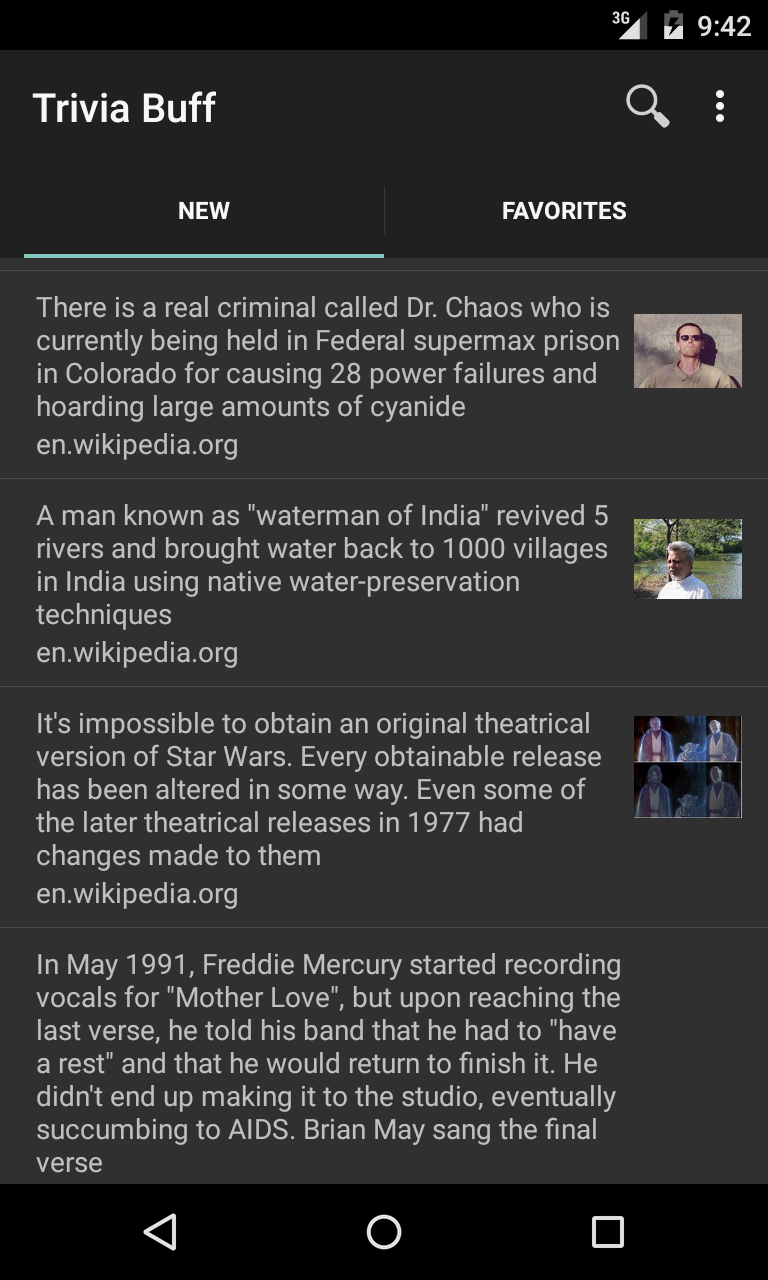 3G 9:42
Trivia Buff
NEW FAVORITES
There is a real criminal called Dr. Chaos who is
currently being held in Federal supermax prison
in Colorado for causing 28 power failures and
hoarding large amounts of cyanide
en.wikipedia.org
A man known as "waterman of India" revived 5
rivers and brought water back to 1000 villages
in India using native water-preservation
techniques
en.wikipedia.org
It's impossible to obtain an original theatrical
version of Star Wars. Every obtainable release
has been altered in some way. Even some of
the later theatrical releases in 1977 had
changes made to them
en.wikipedia.org
In May 1991, Freddie Mercury started recording
vocals for "Mother Love", but upon reaching the
last verse, he told his band that he had to "have
a rest" and that he would return to finish it. He
didn't end up making it to the studio, eventually
succumbing to AIDS. Brian May sang the final
verse